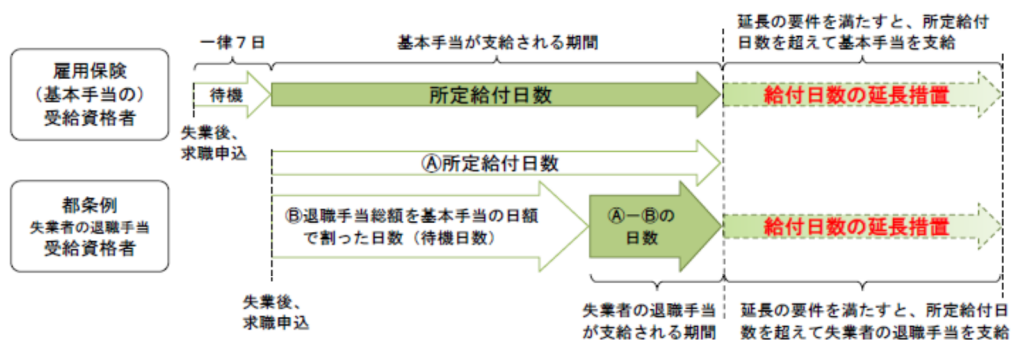 延長の要件を満たすと、所定給付
日数を超えて基本手当を支給
一律7日
基本手当が支給される期間
雇用保険
(基本手当の)
受給資格者
待機
所定給付日数
給付日数の延長措置
失業後、
求職申込
Ⓐ所定給付日数
都条例
失業者の退職手当
受給資格者
Ⓑ退職手当総額を基本手当の日額
で割った日数(待機日数)
Ⓐ-Ⓑの
日数
給付日数の延長措置
失業後、
求職申込
失業者の退職手当
が支給される期間
延長の要件を満たすと、所定給付日
数を超えて失業者の退職手当を支給